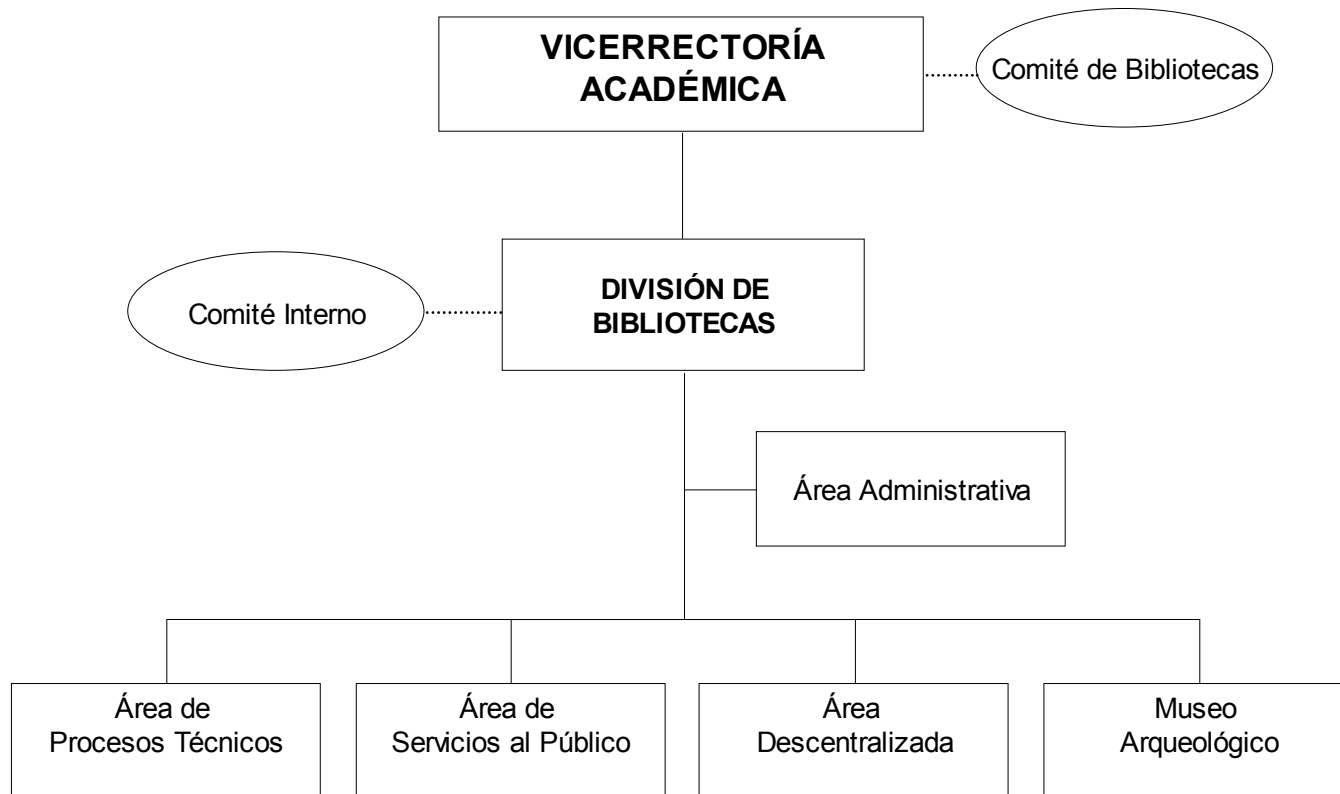 VICERRECTORÍA
ACADÉMICA
Comité de Bibliotecas
DIVISIÓN DE
BIBLIOTECAS
Comité Interno
Área Administrativa
Área de
Procesos Técnicos
Área de
Servicios al Público
Área
Descentralizada
Museo
Arqueológico